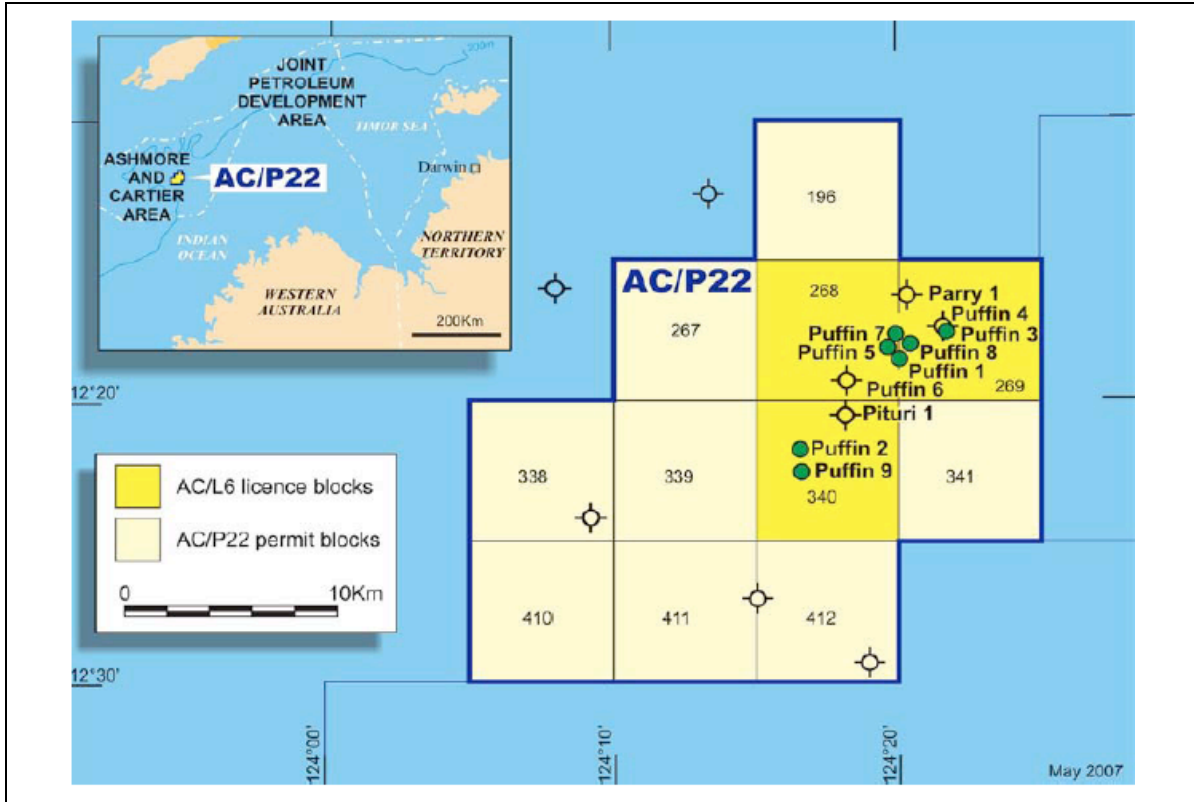 200m
JOINT
PETROLEUM
DEVELOPMENT
AREA
TIMOR SEA
ASHMORE
AND
CARTIER
AREA
AC/P22
Darwin
INDIAN
OCEAN
NORTHERN
TERRITORY
WESTERN
AUSTRALIA
200Km
196
AC/P22
268
Parry 1
Puffin 4
267
Puffin 7
Puffin 3
Puffin 5
Puffin 8
Puffin 1
12°20'
Puffin 6
269
Pituri 1
Puffin 2
338
339
Puffin 9
341
340
AC/L6 licence blocks
AC/P22 permit blocks
0
10Km
410
411
412
12°30'
124°00'
124°10'
124°20'
May 2007